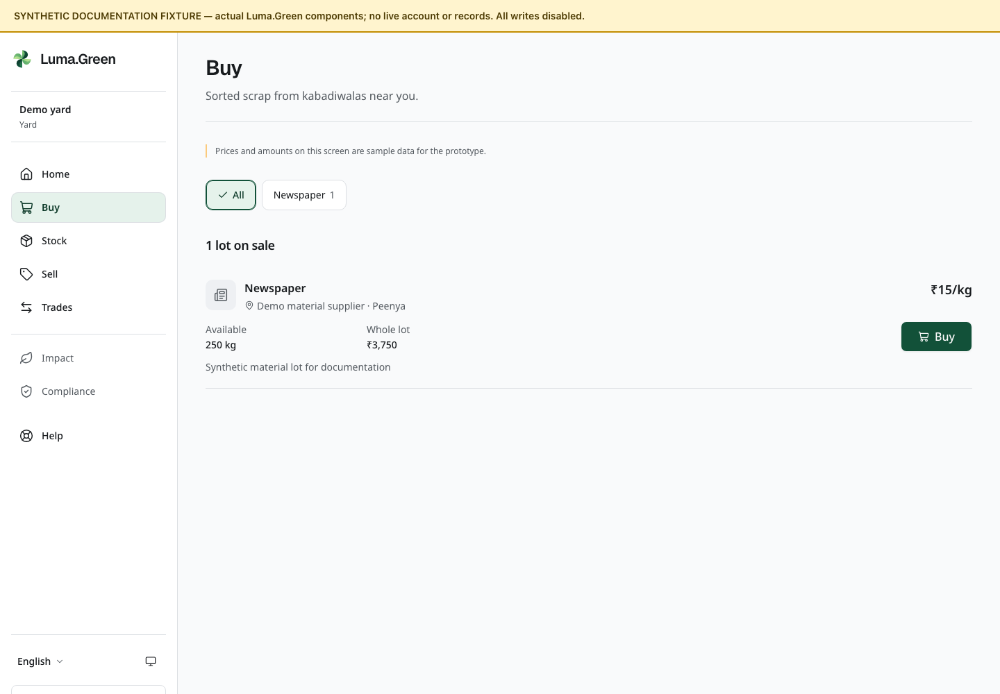 SYNTHETIC DOCUMENTATION FIXTURE — actual Luma.Green components; no live account or records. All writes disabled.
Luma.Green
Demo yard
Yard
Home
Buy
Stock
Sell
Trades
Impact
Compliance
Help
English
Buy
Sorted scrap from kabadiwalas near you.
Prices and amounts on this screen are sample data for the prototype.
All
Newspaper 1
1 lot on sale
Newspaper
₹15/kg
Demo material supplier · Peenya
Available
Whole lot
250 kg
₹3,750
Buy
Synthetic material lot for documentation